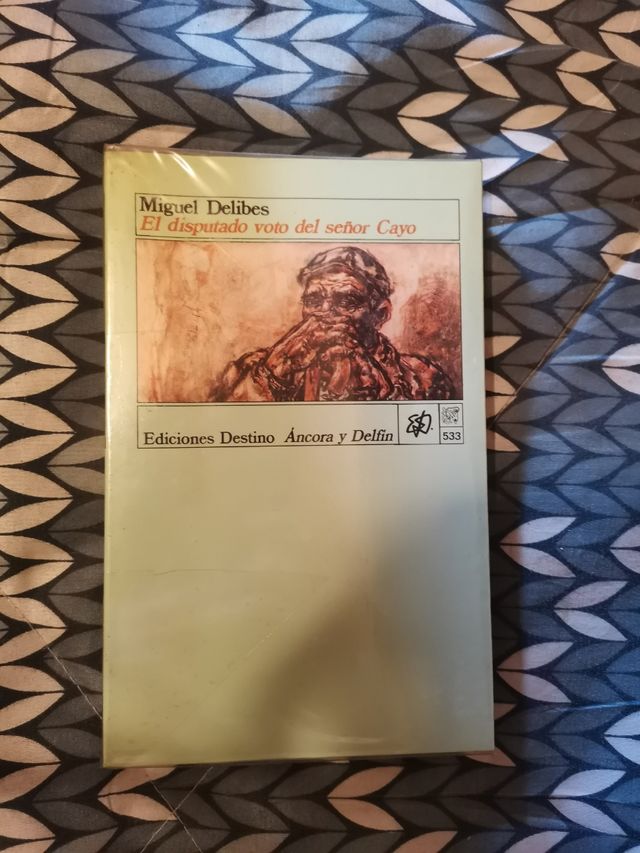 Miguel Delibes
El disputado voto del señor Cayo
Ediciones Destino Áncora y Delfín
533